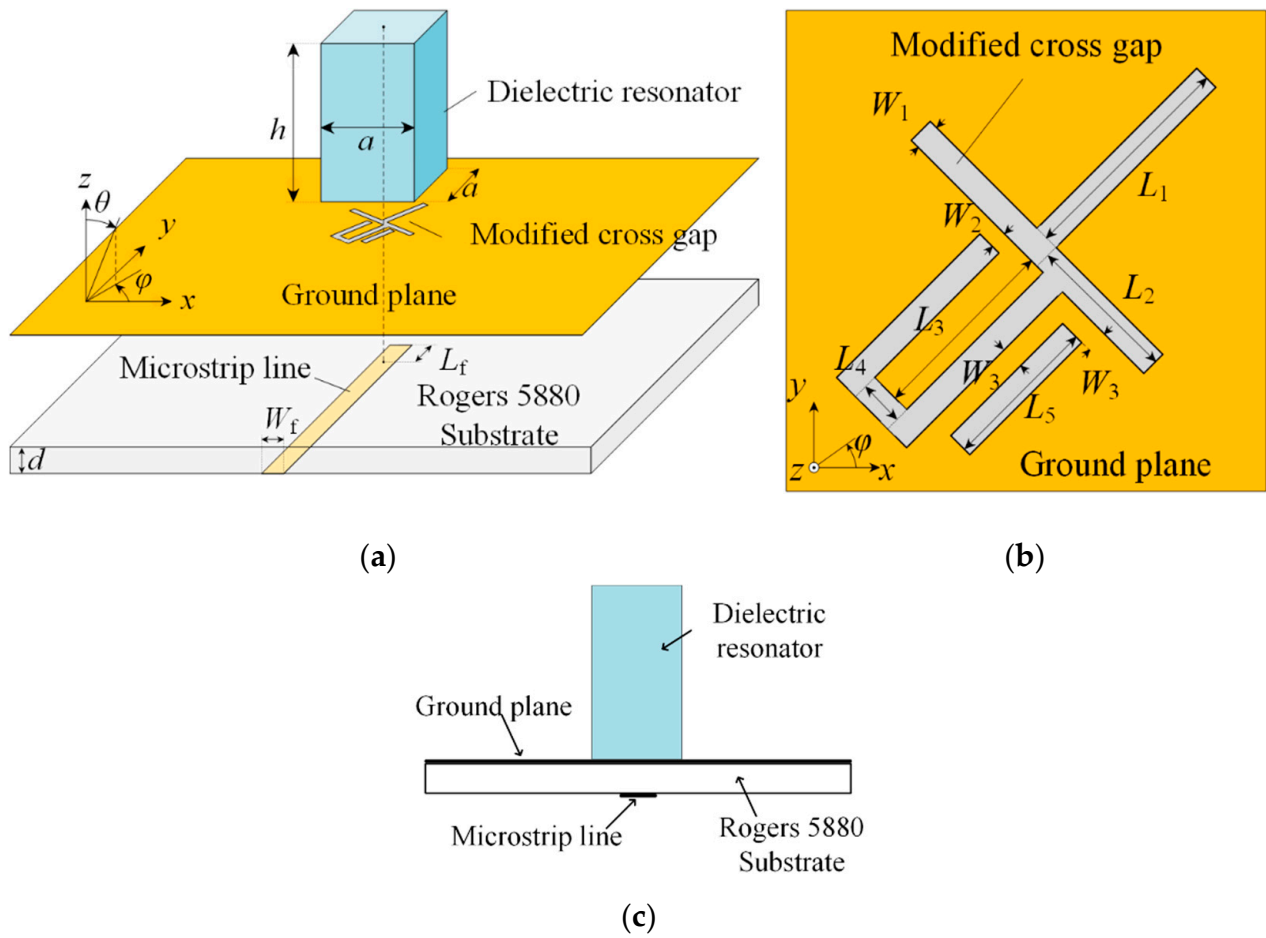 Dielectric resonator
h
a
a
z
θ
y
φ
x
Modified cross gap
Ground plane
Microstrip line
Lf
Rogers 5880
Substrate
Wf
d
(a)
Modified cross gap
W1
L1
W2
L2
L3
L4
W3
W3
L5
y
φ
z
x
Ground plane
(b)
Dielectric
resonator
Ground plane
Microstrip line
Rogers 5880
Substrate
(c)